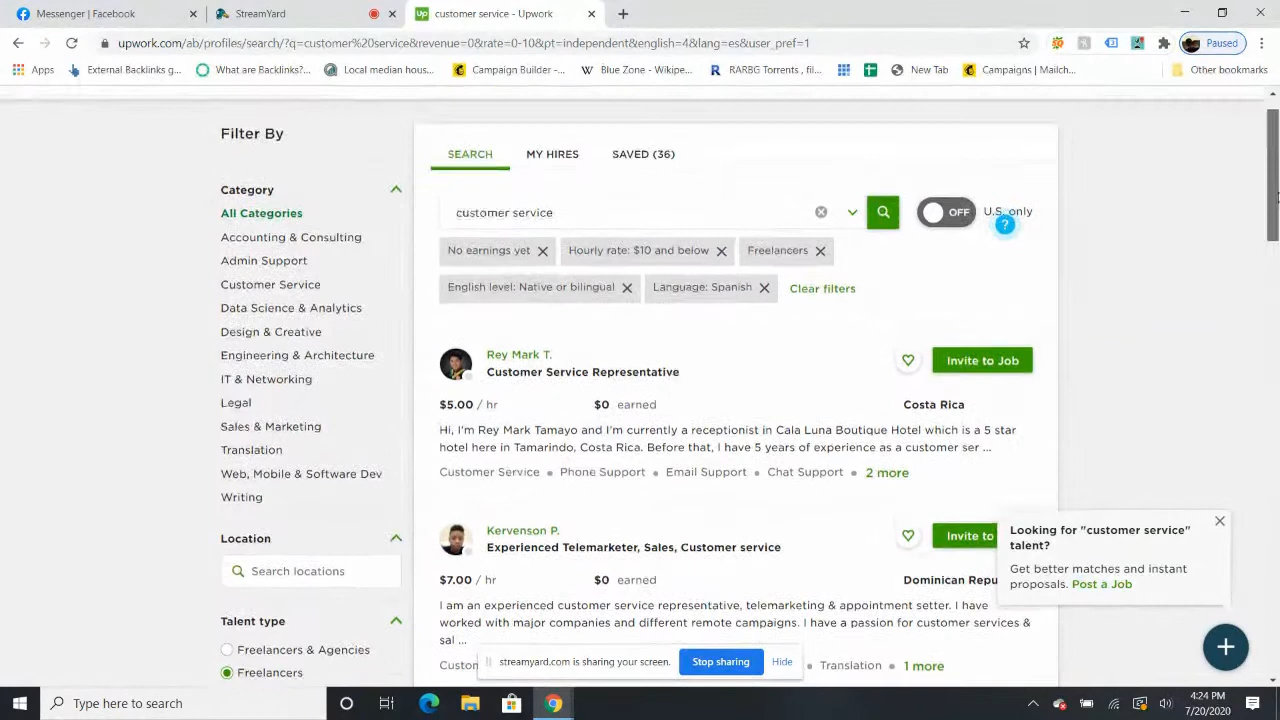 Messenger | Facebook
StreamYard
up customer service - Upwork
upwork.com/ab/profiles/search/?q=customer%20service&revenue=0&rate=0-10&pt=independent&english=4&lang=es&user_pref=1
Paused
Apps
External Backlinks g...
What are Backlinks?...
Local median hous...
Campaign Builder -...
W Blue Zone - Wikipe...
R RARBG Torrents , fil...
New Tab
Campaigns | Mailch...
Other bookmarks
Filter By
SEARCH MY HIRES SAVED (36)
Category
All Categories
Accounting & Consulting
Admin Support
Customer Service
Data Science & Analytics
Design & Creative
Engineering & Architecture
IT & Networking
Legal
Sales & Marketing
Translation
Web, Mobile & Software Dev
Writing
Location
Search locations
Talent type
Freelancers & Agencies
Freelancers
customer service
OFF U.S. only
?
No earnings yet Hourly rate: $10 and below Freelancers
English level: Native or bilingual Language: Spanish Clear filters
Rey Mark T.
Customer Service Representative
Invite to Job
$5.00 / hr $0 earned Costa Rica
Hi, I'm Rey Mark Tamayo and I'm currently a receptionist in Cala Luna Boutique Hotel which is a 5 star
hotel here in Tamarindo, Costa Rica. Before that, I have 5 years of experience as a customer ser ...
Customer Service Phone Support Email Support Chat Support 2 more
Kervenson P.
Experienced Telemarketer, Sales, Customer service
Invite to
$7.00 / hr $0 earned Dominican Repu
I am an experienced customer service representative, telemarketing & appointment setter. I have
worked with major companies and different remote campaigns. I have a passion for customer services &
sal ...
Custon Translation 1 more
Looking for "customer service"
talent?
Get better matches and instant
proposals. Post a Job
streamyard.com is sharing your screen. Stop sharing Hide
Type here to search
4:24 PM
7/20/2020